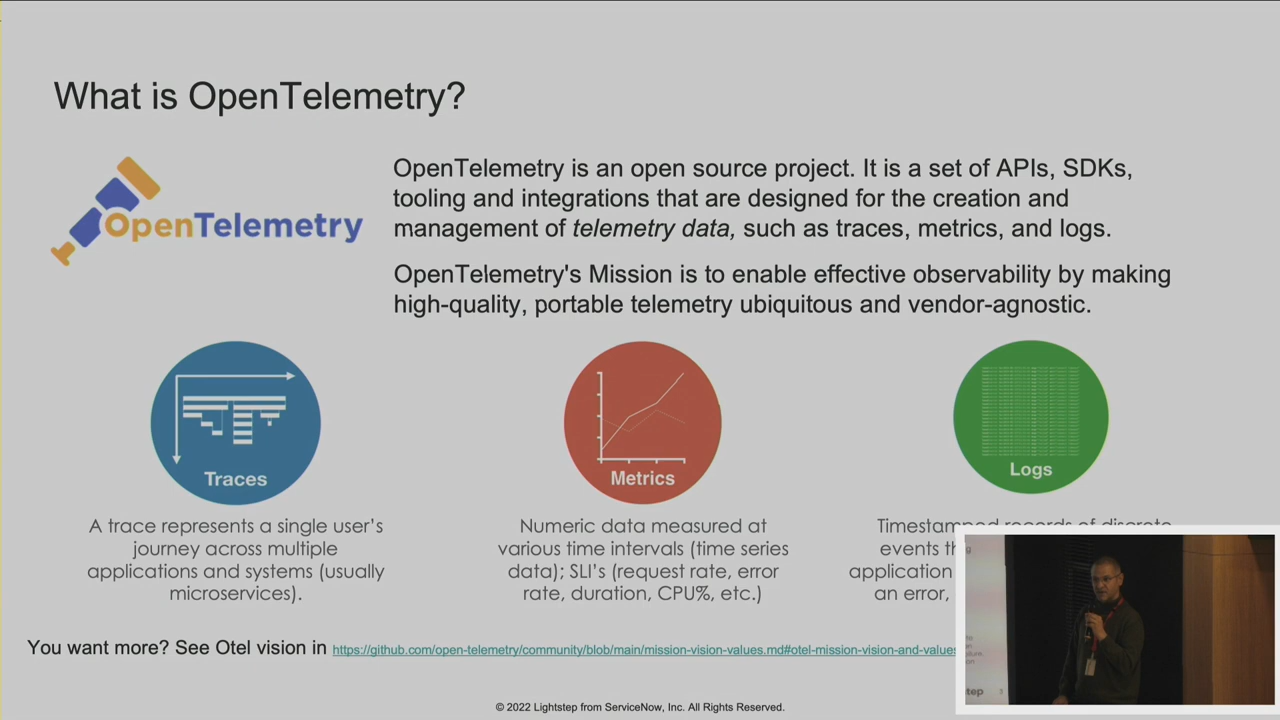 What is OpenTelemetry?
OpenTelemetry
OpenTelemetry is an open source project. It is a set of APIs, SDKs,
tooling and integrations that are designed for the creation and
management of telemetry data, such as traces, metrics, and logs.
OpenTelemetry's Mission is to enable effective observability by making
high-quality, portable telemetry ubiquitous and vendor-agnostic.
Traces
A trace represents a single user's
journey across multiple
applications and systems (usually
microservices).
Metrics
Numeric data measured at
various time intervals (time series
data); SLI's (request rate, error
rate, duration, CPU%, etc.)
Logs
Timestamped records of discrete
events
application
an error,
You want more? See Otel vision in https://github.com/open-telemetry/community/blob/main/mission-vision-values.md#otel-mission-vision-and-values
© 2022 Lightstep from ServiceNow, Inc. All Rights Reserved.
3